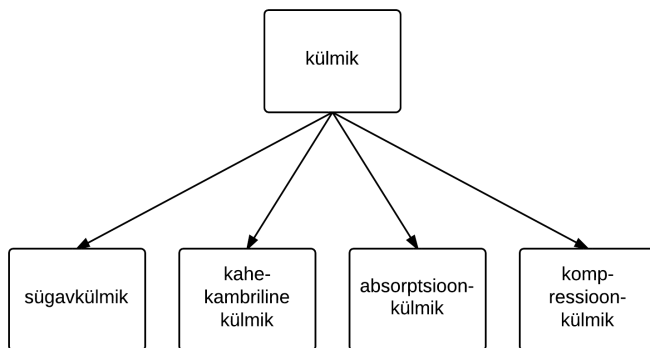 külmik
sügavkülmik
kahe-
kambriline
külmik
absorptsioon-
külmik
komp-
ressioon-
külmik